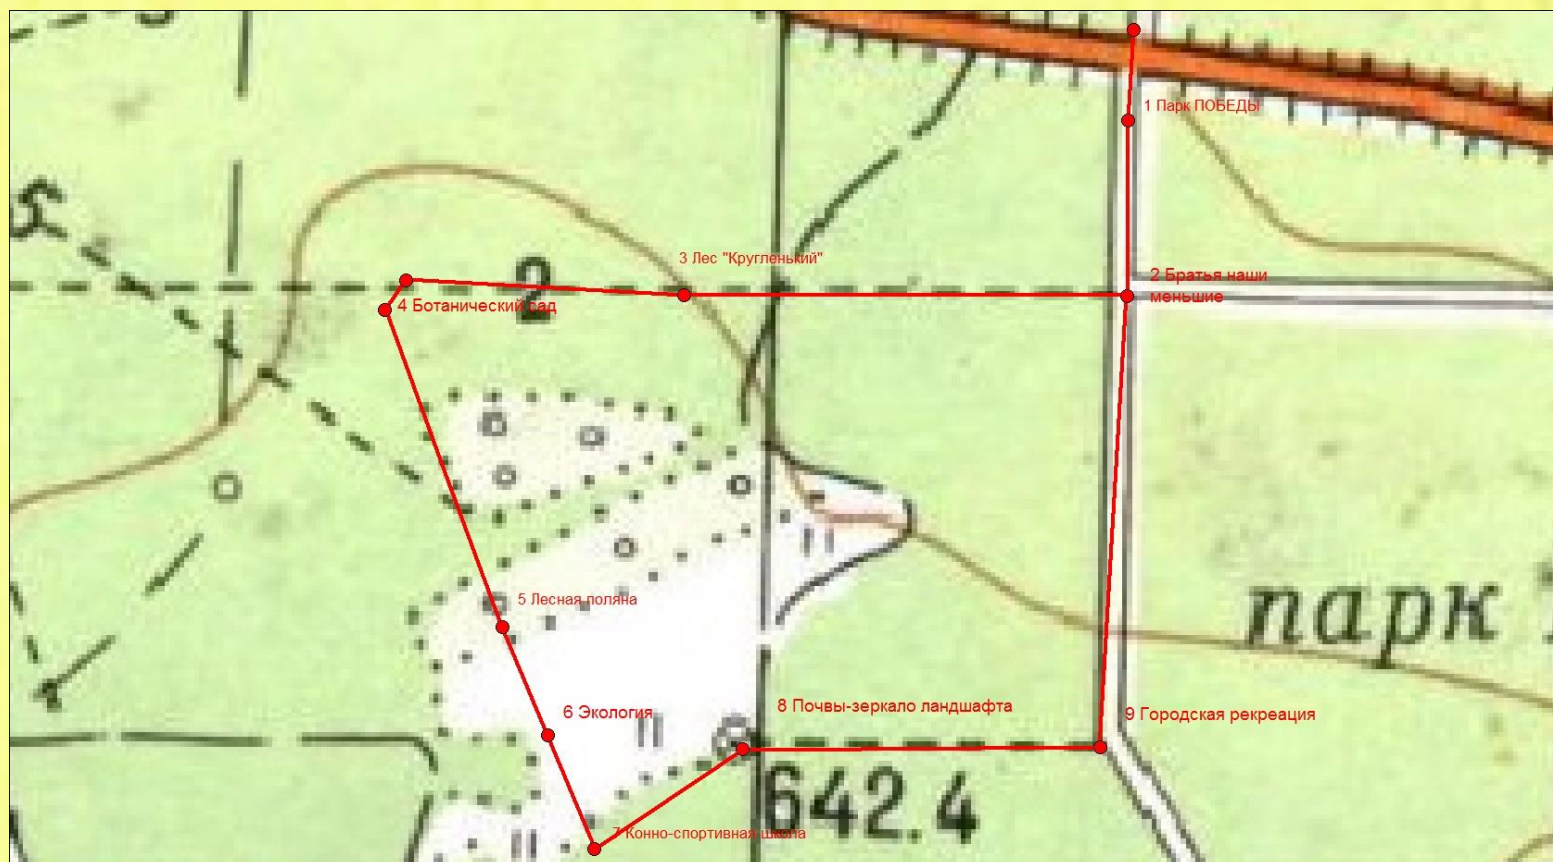 1 Парк ПОБЕДЫ
3 Лес "Кругленький"
2 Братья наши
меньшие
2
4 Ботанический сад
5 Лесная поляна
парк
6 Экология
8 Почвы-зеркало ландшафта
9 Городская рекреация
642.4
7 Конно-спортивная школа